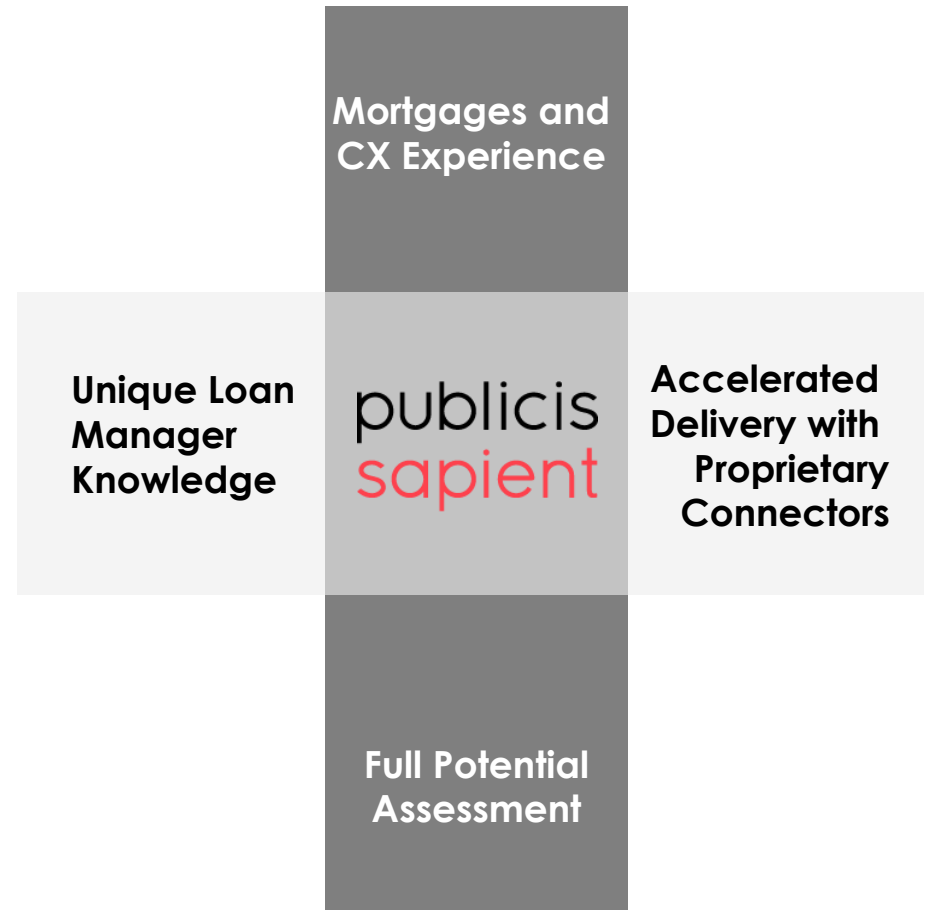 Mortgages and
CX Experience
Unique Loan
Manager
Knowledge
publicis
sapient
Accelerated
Delivery with
Proprietary
Connectors
Full Potential
Assessment